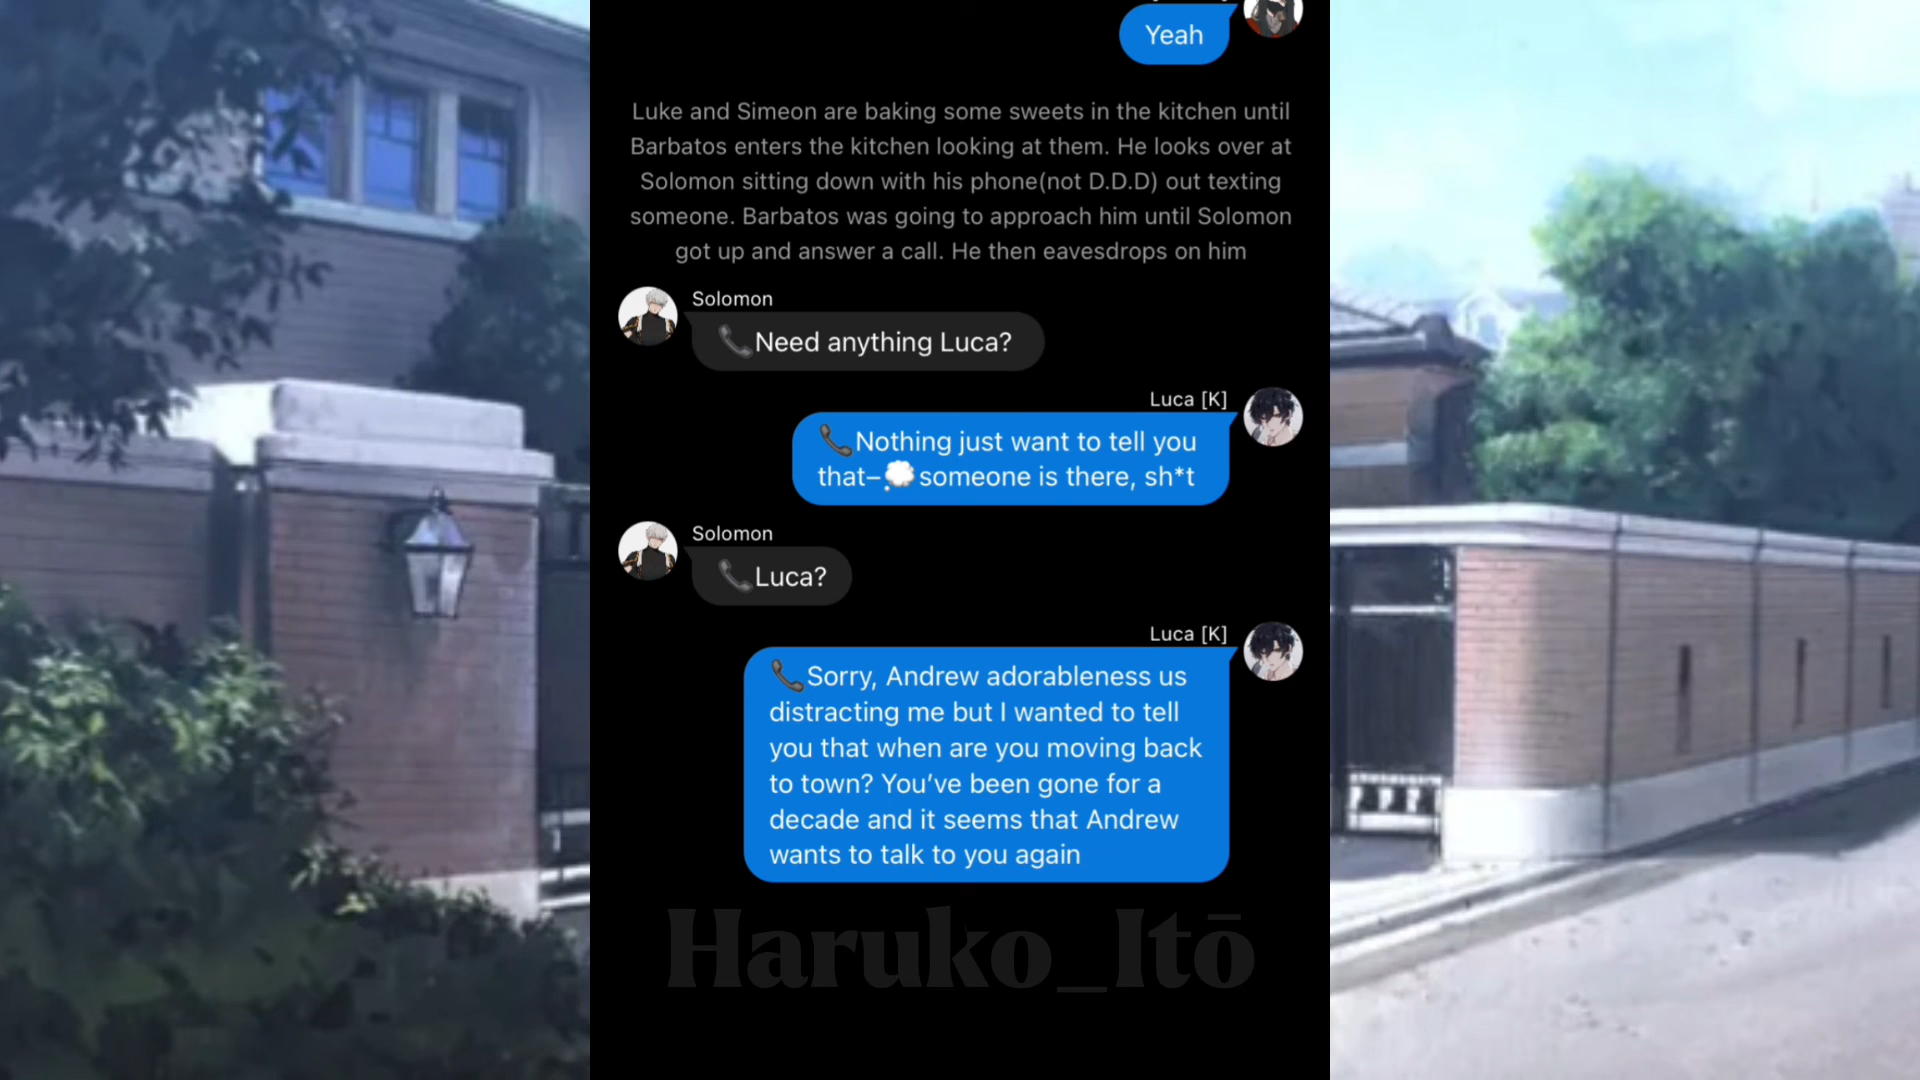 Yeah
Luke and Simeon are baking some sweets in the kitchen until
Barbatos enters the kitchen looking at them. He looks over at
Solomon sitting down with his phone(not D.D.D) out texting
someone. Barbatos was going to approach him until Solomon
got up and answer a call. He then eavesdrops on him
Solomon
📞Need anything Luca?
Luca [K]
📞Nothing just want to tell you
that–💭someone is there, sh*t
Solomon
📞Luca?
Luca [K]
📞Sorry, Andrew adorableness us
distracting me but I wanted to tell
you that when are you moving back
to town? You’ve been gone for a
decade and it seems that Andrew
wants to talk to you again
Haruko_Itō